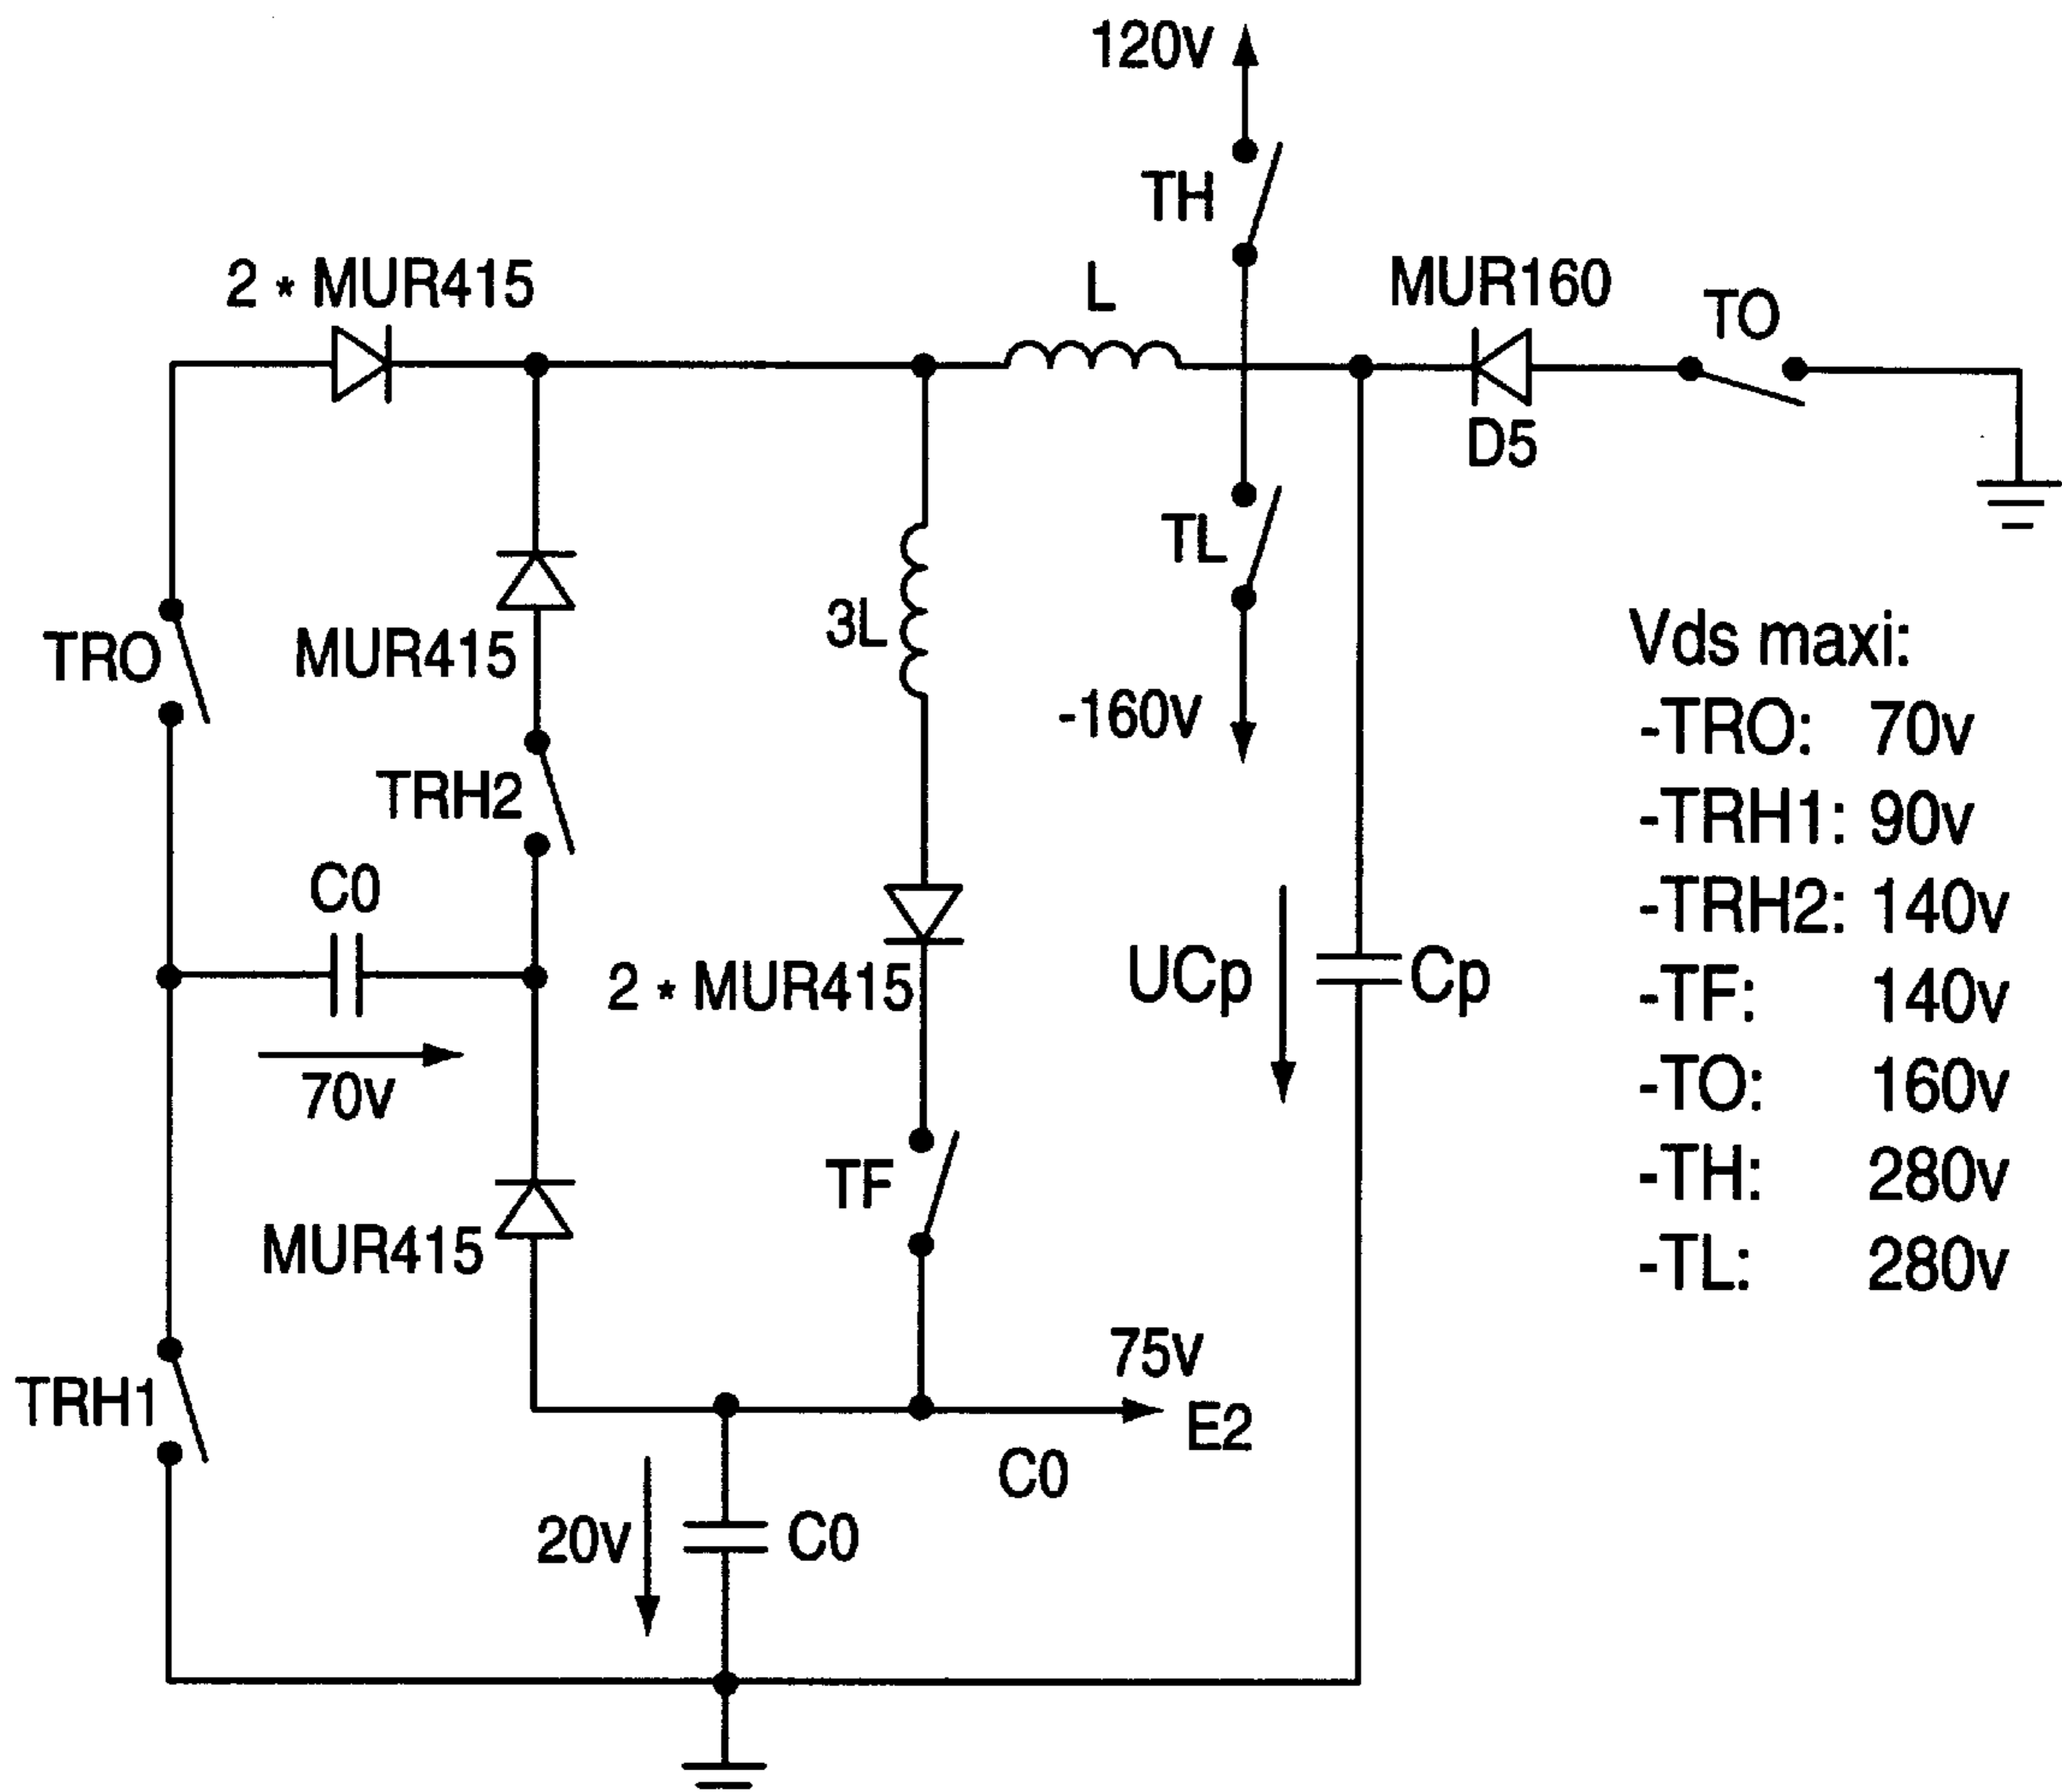 120V
TH
2 * MUR415
L
MUR160
TO
D5
TL
TRO
MUR415
3L
-160V
TRH2
C0
70V
2 * MUR415
UCp
Cp
Vds maxi:
-TRO: 70v
-TRH1: 90v
-TRH2: 140v
-TF: 140v
-TO: 160v
-TH: 280v
-TL: 280v
TF
MUR415
75V
E2
TRH1
C0
20V
C0